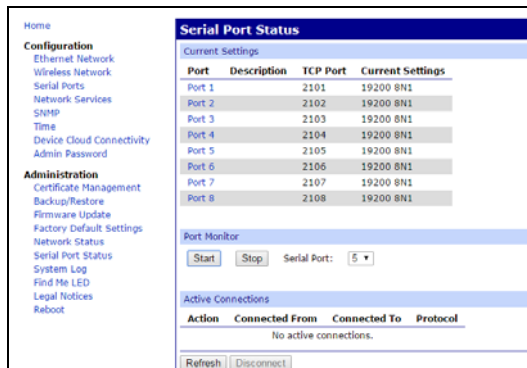 Home
Configuration
Ethernet Network
Wireless Network
Serial Ports
Network Services
SNMP
Time
Device Cloud Connectivity
Admin Password
Administration
Certificate Management
Backup/Restore
Firmware Update
Factory Default Settings
Network Status
Serial Port Status
System Log
Find Me LED
Legal Notices
Reboot
Serial Port Status
Current Settings
Port Description TCP Port Current Settings
Port 1 2101 19200 8N1
Port 2 2102 19200 8N1
Port 3 2103 19200 8N1
Port 4 2104 19200 8N1
Port 5 2105 19200 8N1
Port 6 2106 19200 8N1
Port 7 2107 19200 8N1
Port 8 2108 19200 8N1
Port Monitor
Start Stop Serial Port: 5
Active Connections
Action Connected From Connected To Protocol
No active connections.
Refresh Disconnect